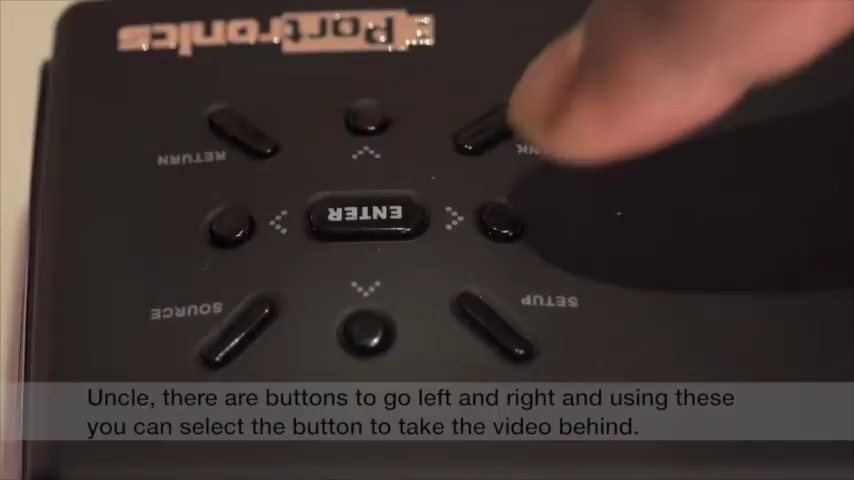 Portronics
RETURN
ENTER
SOURCE
SETUP
Uncle, there are buttons to go left and right and using these
you can select the button to take the video behind.